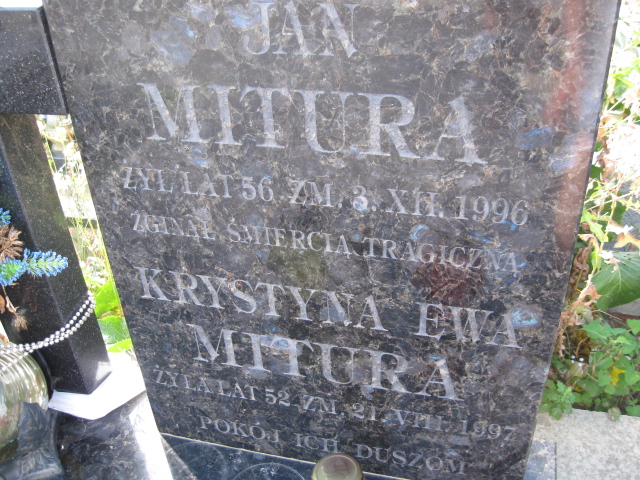 JAN
MITURA
ŻYŁ LAT 56 ZM. 3. XII. 1996
ZGINĄŁ ŚMIERCIĄ TRAGICZNĄ
KRYSTYNA EWA
MITURA
ŻYŁA LAT 52 ZM. 21. VIII. 1997
POKÓJ ICH DUSZOM